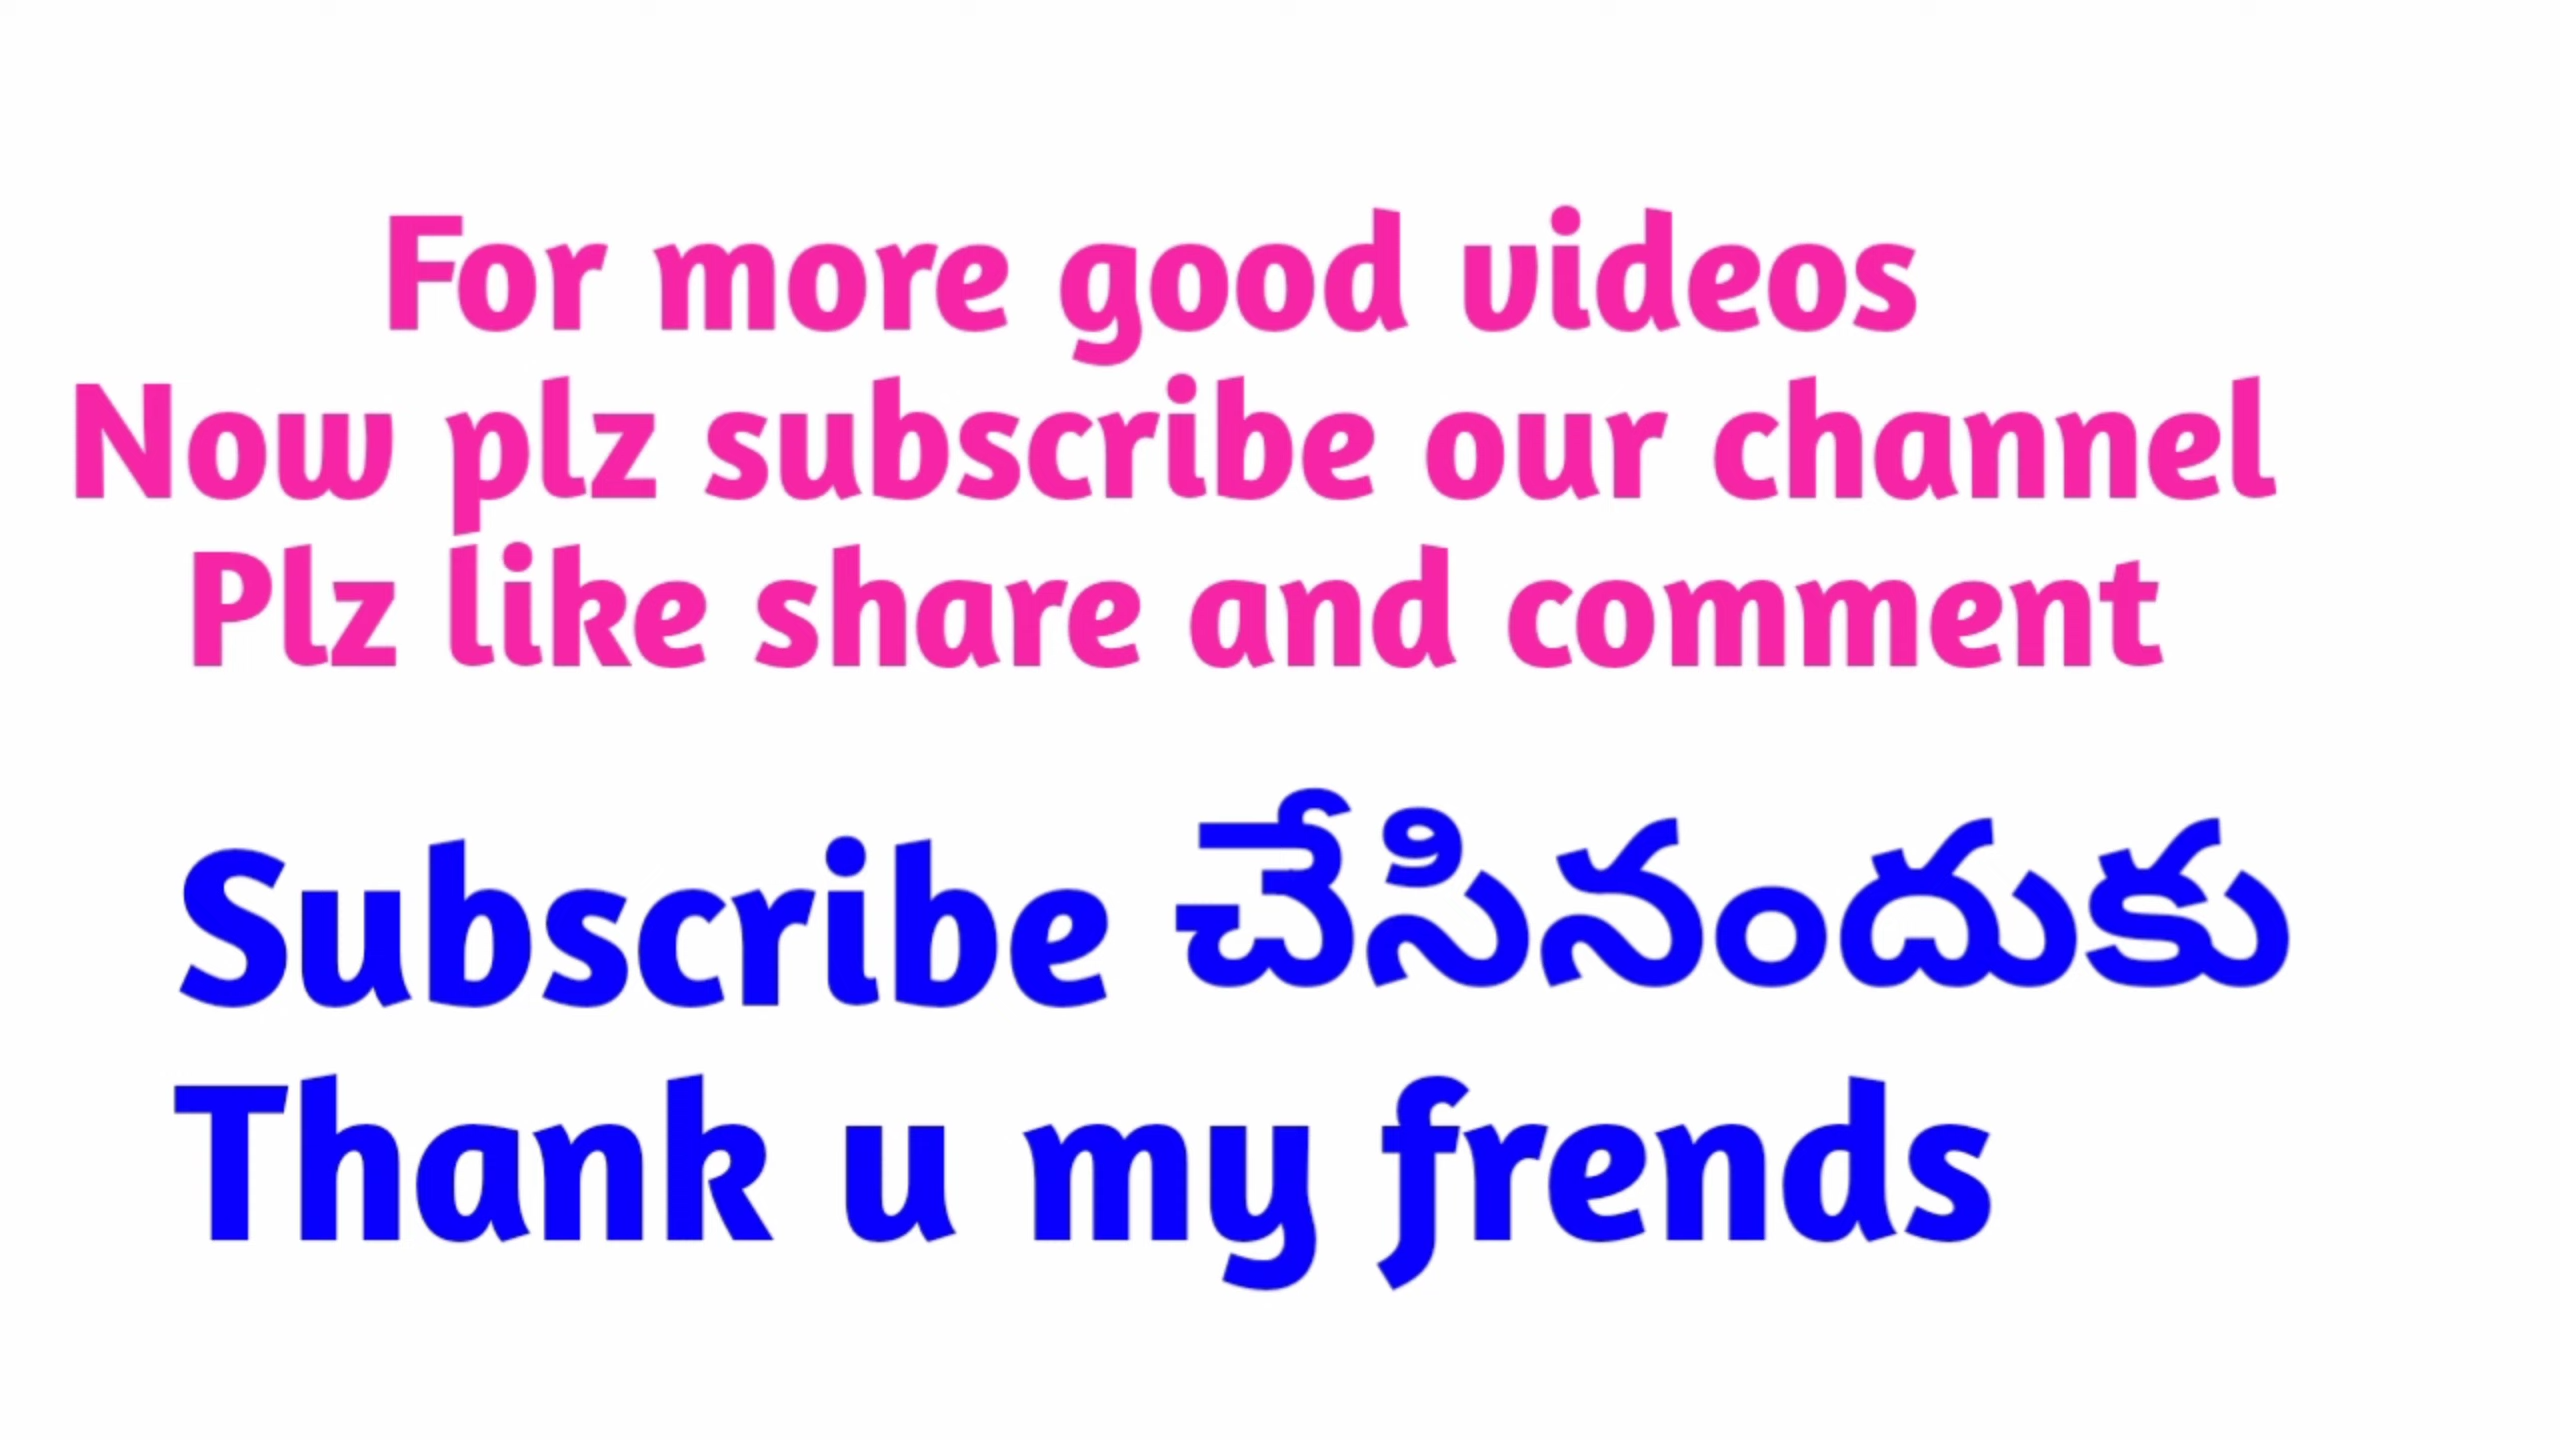 For more good videos
Now plz subscribe our channel
Plz like share and comment
Subscribe చేసినందుకు
Thank u my frends